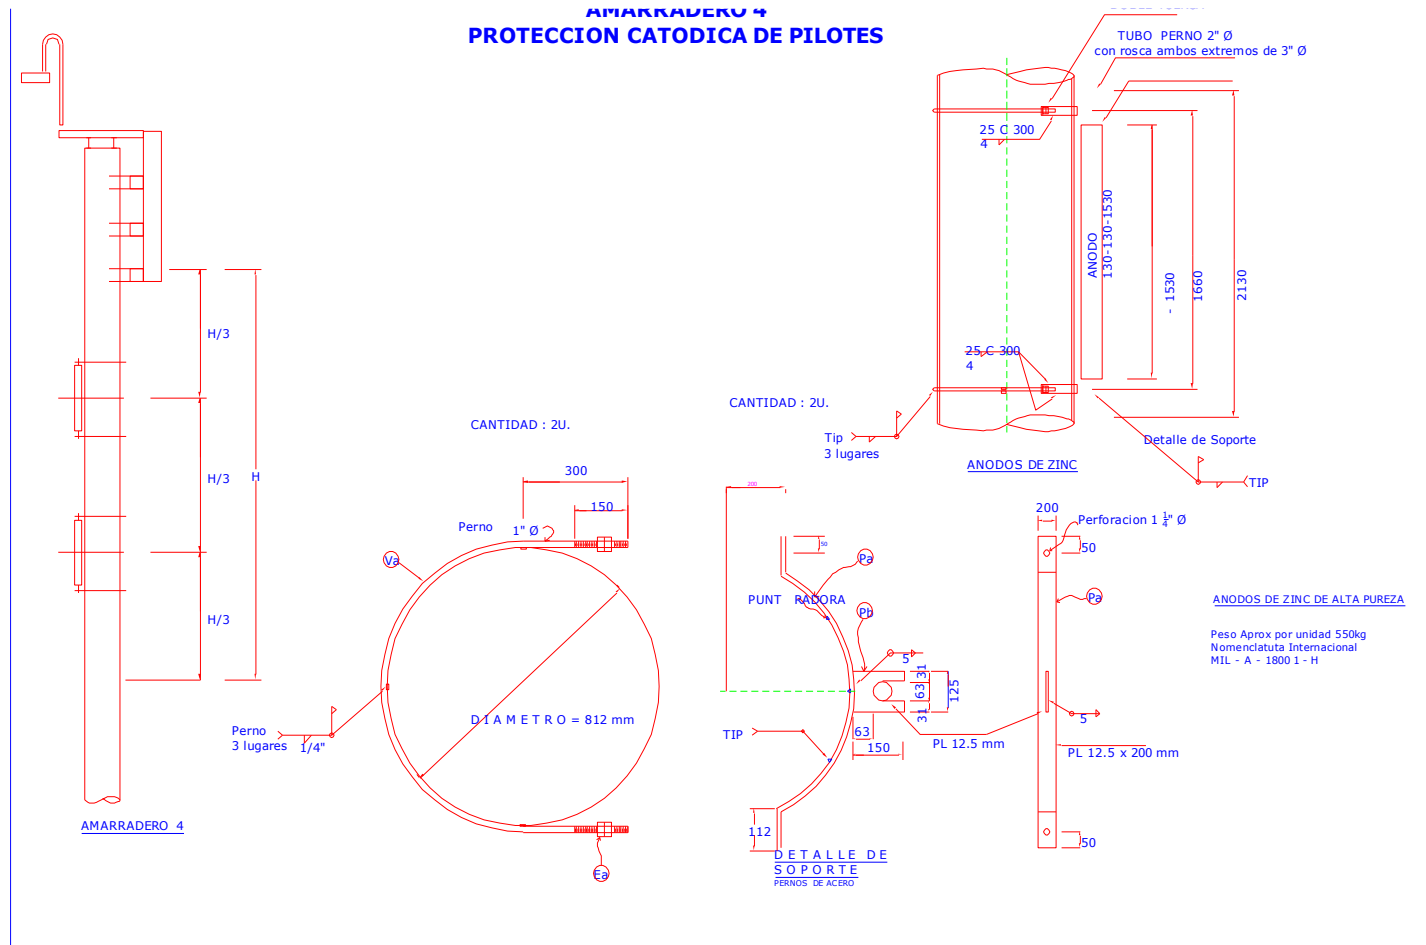 AMARRADERO 4
PROTECCION CATODICA DE PILOTES
TUBO PERNO 2" Ø
con rosca ambos extremos de 3" Ø
25 C 300
4
ANODO
130-130-1530
- 1530
1660
2130
25 C 300
4
Tip
3 lugares
Detalle de Soporte
TIP
ANODOS DE ZINC
H/3
H/3
H
H/3
AMARRADERO 4
CANTIDAD : 2U.
300
150
Perno
1" Ø
Va
DIAMETRO = 812 mm
Perno
3 lugares
1/4"
Ea
CANTIDAD : 2U.
200
50
Pa
PUNT RADORA
Pb
5
31
63
31
125
63
150
TIP
PL 12.5 mm
112
DETALLE DE
SOPORTE
PERNOS DE ACERO
200
Perforacion 1 1/4" Ø
50
Pa
5
PL 12.5 x 200 mm
50
ANODOS DE ZINC DE ALTA PUREZA
Peso Aprox por unidad 550kg
Nomenclatuta Internacional
MIL - A - 1800 1 - H